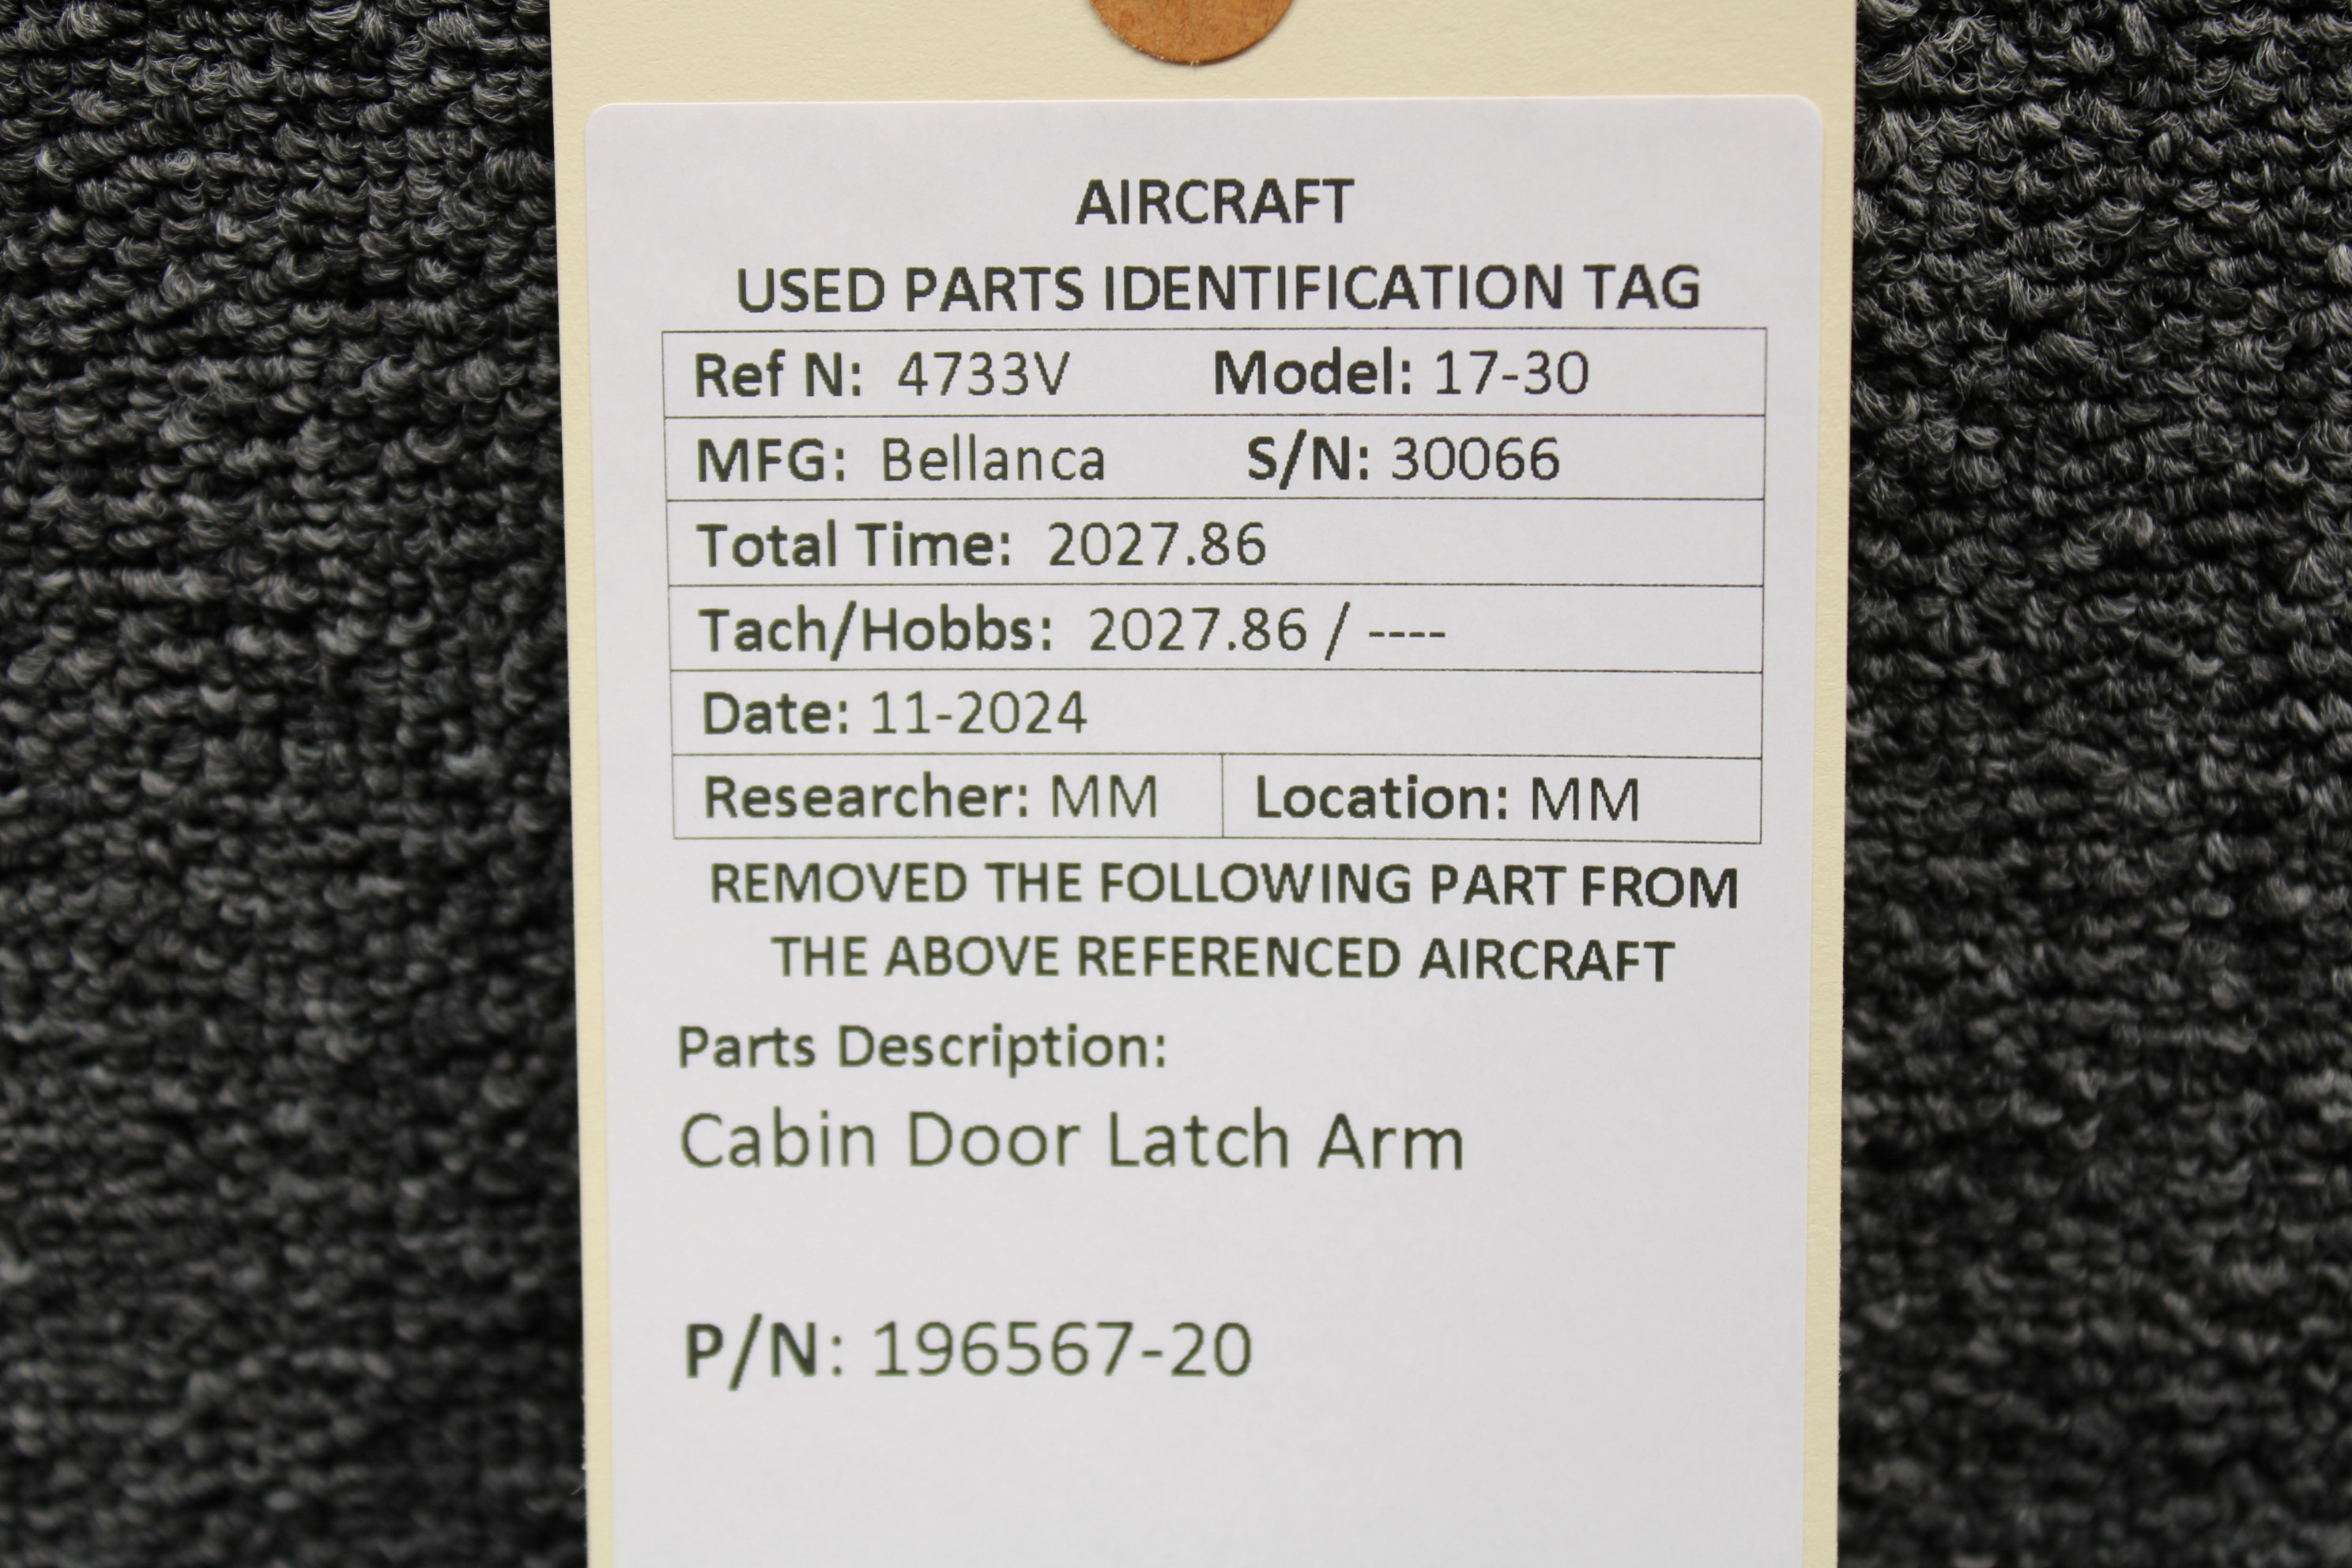 AIRCRAFT
USED PARTS IDENTIFICATION TAG
Ref N: 4733V Model: 17-30
MFG: Bellanca S/N: 30066
Total Time: 2027.86
Tach/Hobbs: 2027.86 / ----
Date: 11-2024
Researcher: MM Location: MM
REMOVED THE FOLLOWING PART FROM
THE ABOVE REFERENCED AIRCRAFT
Parts Description:
Cabin Door Latch Arm
P/N: 196567-20